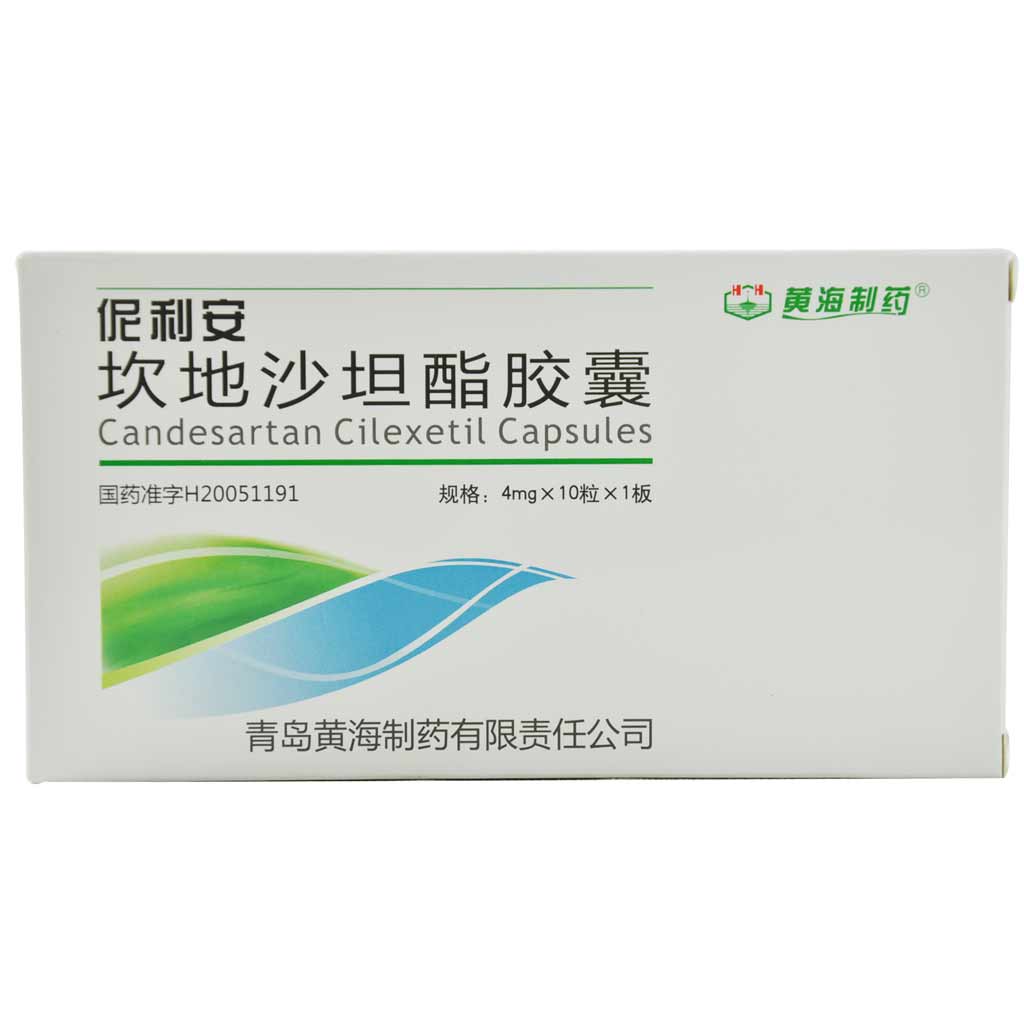 伲利安
坎地沙坦酯胶囊
Candesartan Cilexetil Capsules
国药准字H20051191
规格：4mg×10粒×1板
青岛黄海制药有限责任公司
HH 黄海制药®